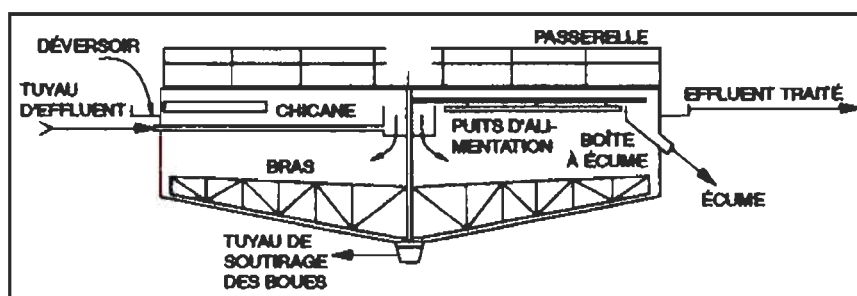 PASSERELLE
DÉVERSOIR
TUYAU
D'EFFLUENT
CHICANE
EFFLUENT TRAITÉ
PUITS D'ALI-
MENTATION
BOÎTE
À ÉCUME
BRAS
ÉCUME
TUYAU DE
SOUTIRAGE
DES BOUES